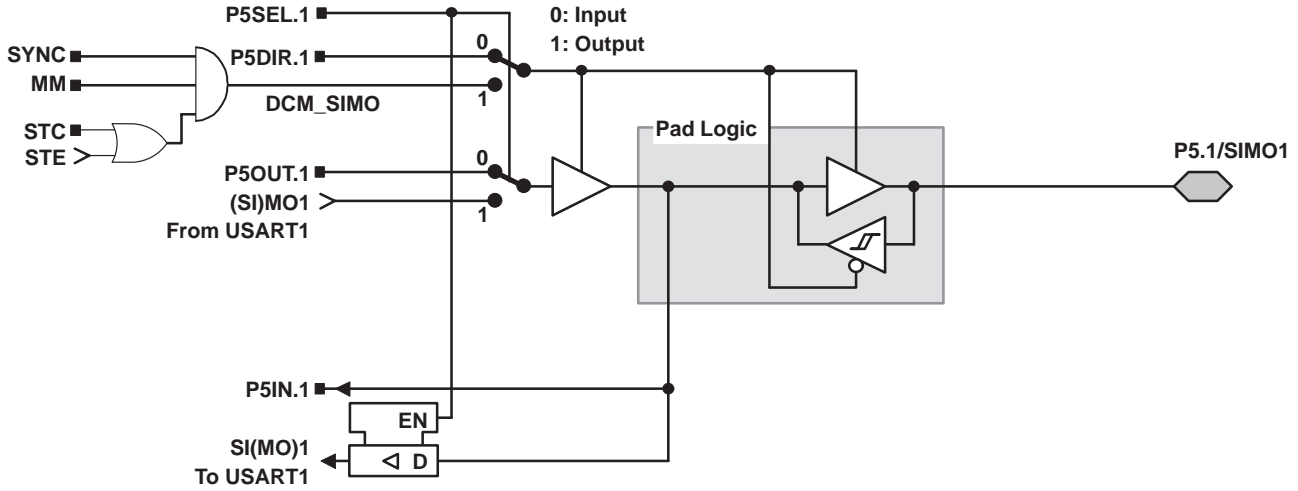 P5SEL.1
0: Input
1: Output
SYNC
P5DIR.1
0
MM
1
DCM_SIMO
STC
STE
Pad Logic
P5.1/SIMO1
P5OUT.1
0
(SI)MO1
1
From USART1
P5IN.1
EN
SI(MO)1
D
To USART1